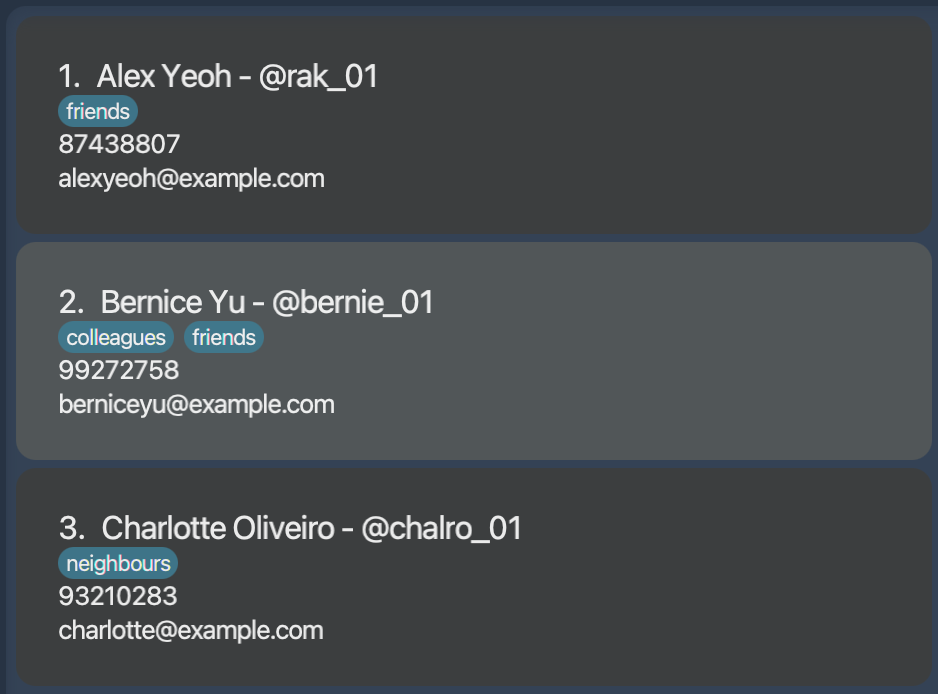 1. Alex Yeoh - @rak_01
friends
87438807
alexyeoh@example.com
2. Bernice Yu - @bernie_01
colleagues friends
99272758
berniceyu@example.com
3. Charlotte Oliveiro - @chalro_01
neighbours
93210283
charlotte@example.com